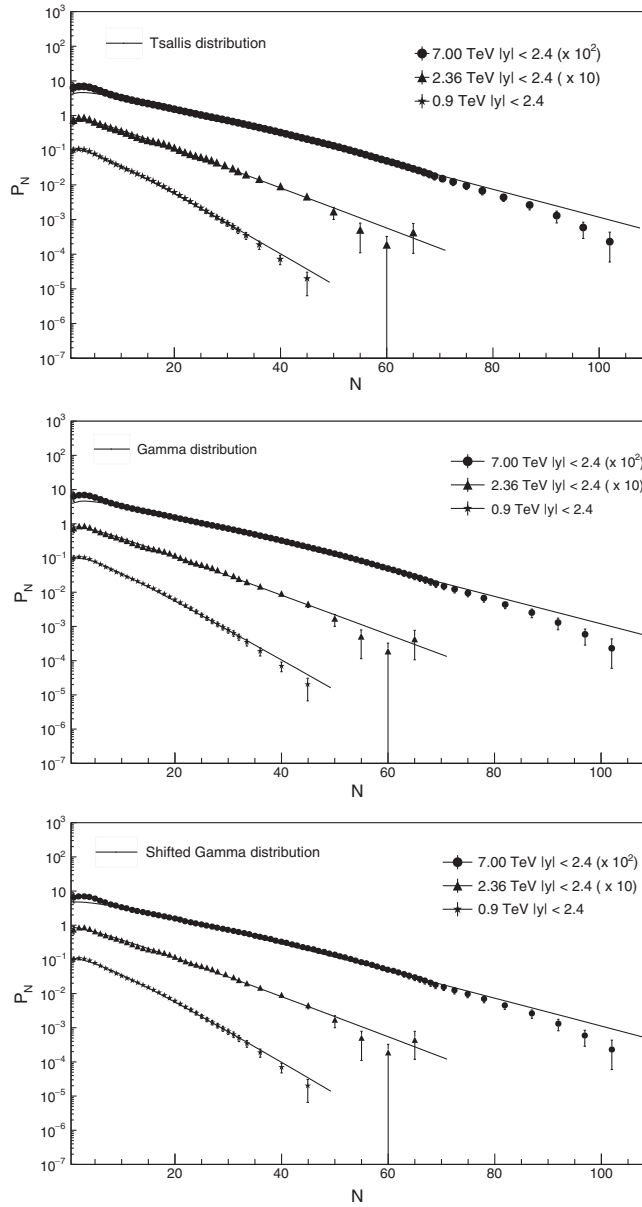 Tsallis distribution
7.00 TeV |y| < 2.4 (x 10²)
2.36 TeV |y| < 2.4 ( x 10)
0.9 TeV |y| < 2.4
P_N
10³
10²
10
1
10⁻¹
10⁻²
10⁻³
10⁻⁴
10⁻⁵
10⁻⁶
10⁻⁷
20 40 60 80 100
N
Gamma distribution
7.00 TeV |y| < 2.4 (x 10²)
2.36 TeV |y| < 2.4 ( x 10)
0.9 TeV |y| < 2.4
P_N
10³
10²
10
1
10⁻¹
10⁻²
10⁻³
10⁻⁴
10⁻⁵
10⁻⁶
10⁻⁷
20 40 60 80 100
N
Shifted Gamma distribution
7.00 TeV |y| < 2.4 (x 10²)
2.36 TeV |y| < 2.4 ( x 10)
0.9 TeV |y| < 2.4
P_N
10³
10²
10
1
10⁻¹
10⁻²
10⁻³
10⁻⁴
10⁻⁵
10⁻⁶
10⁻⁷
20 40 60 80 100
N